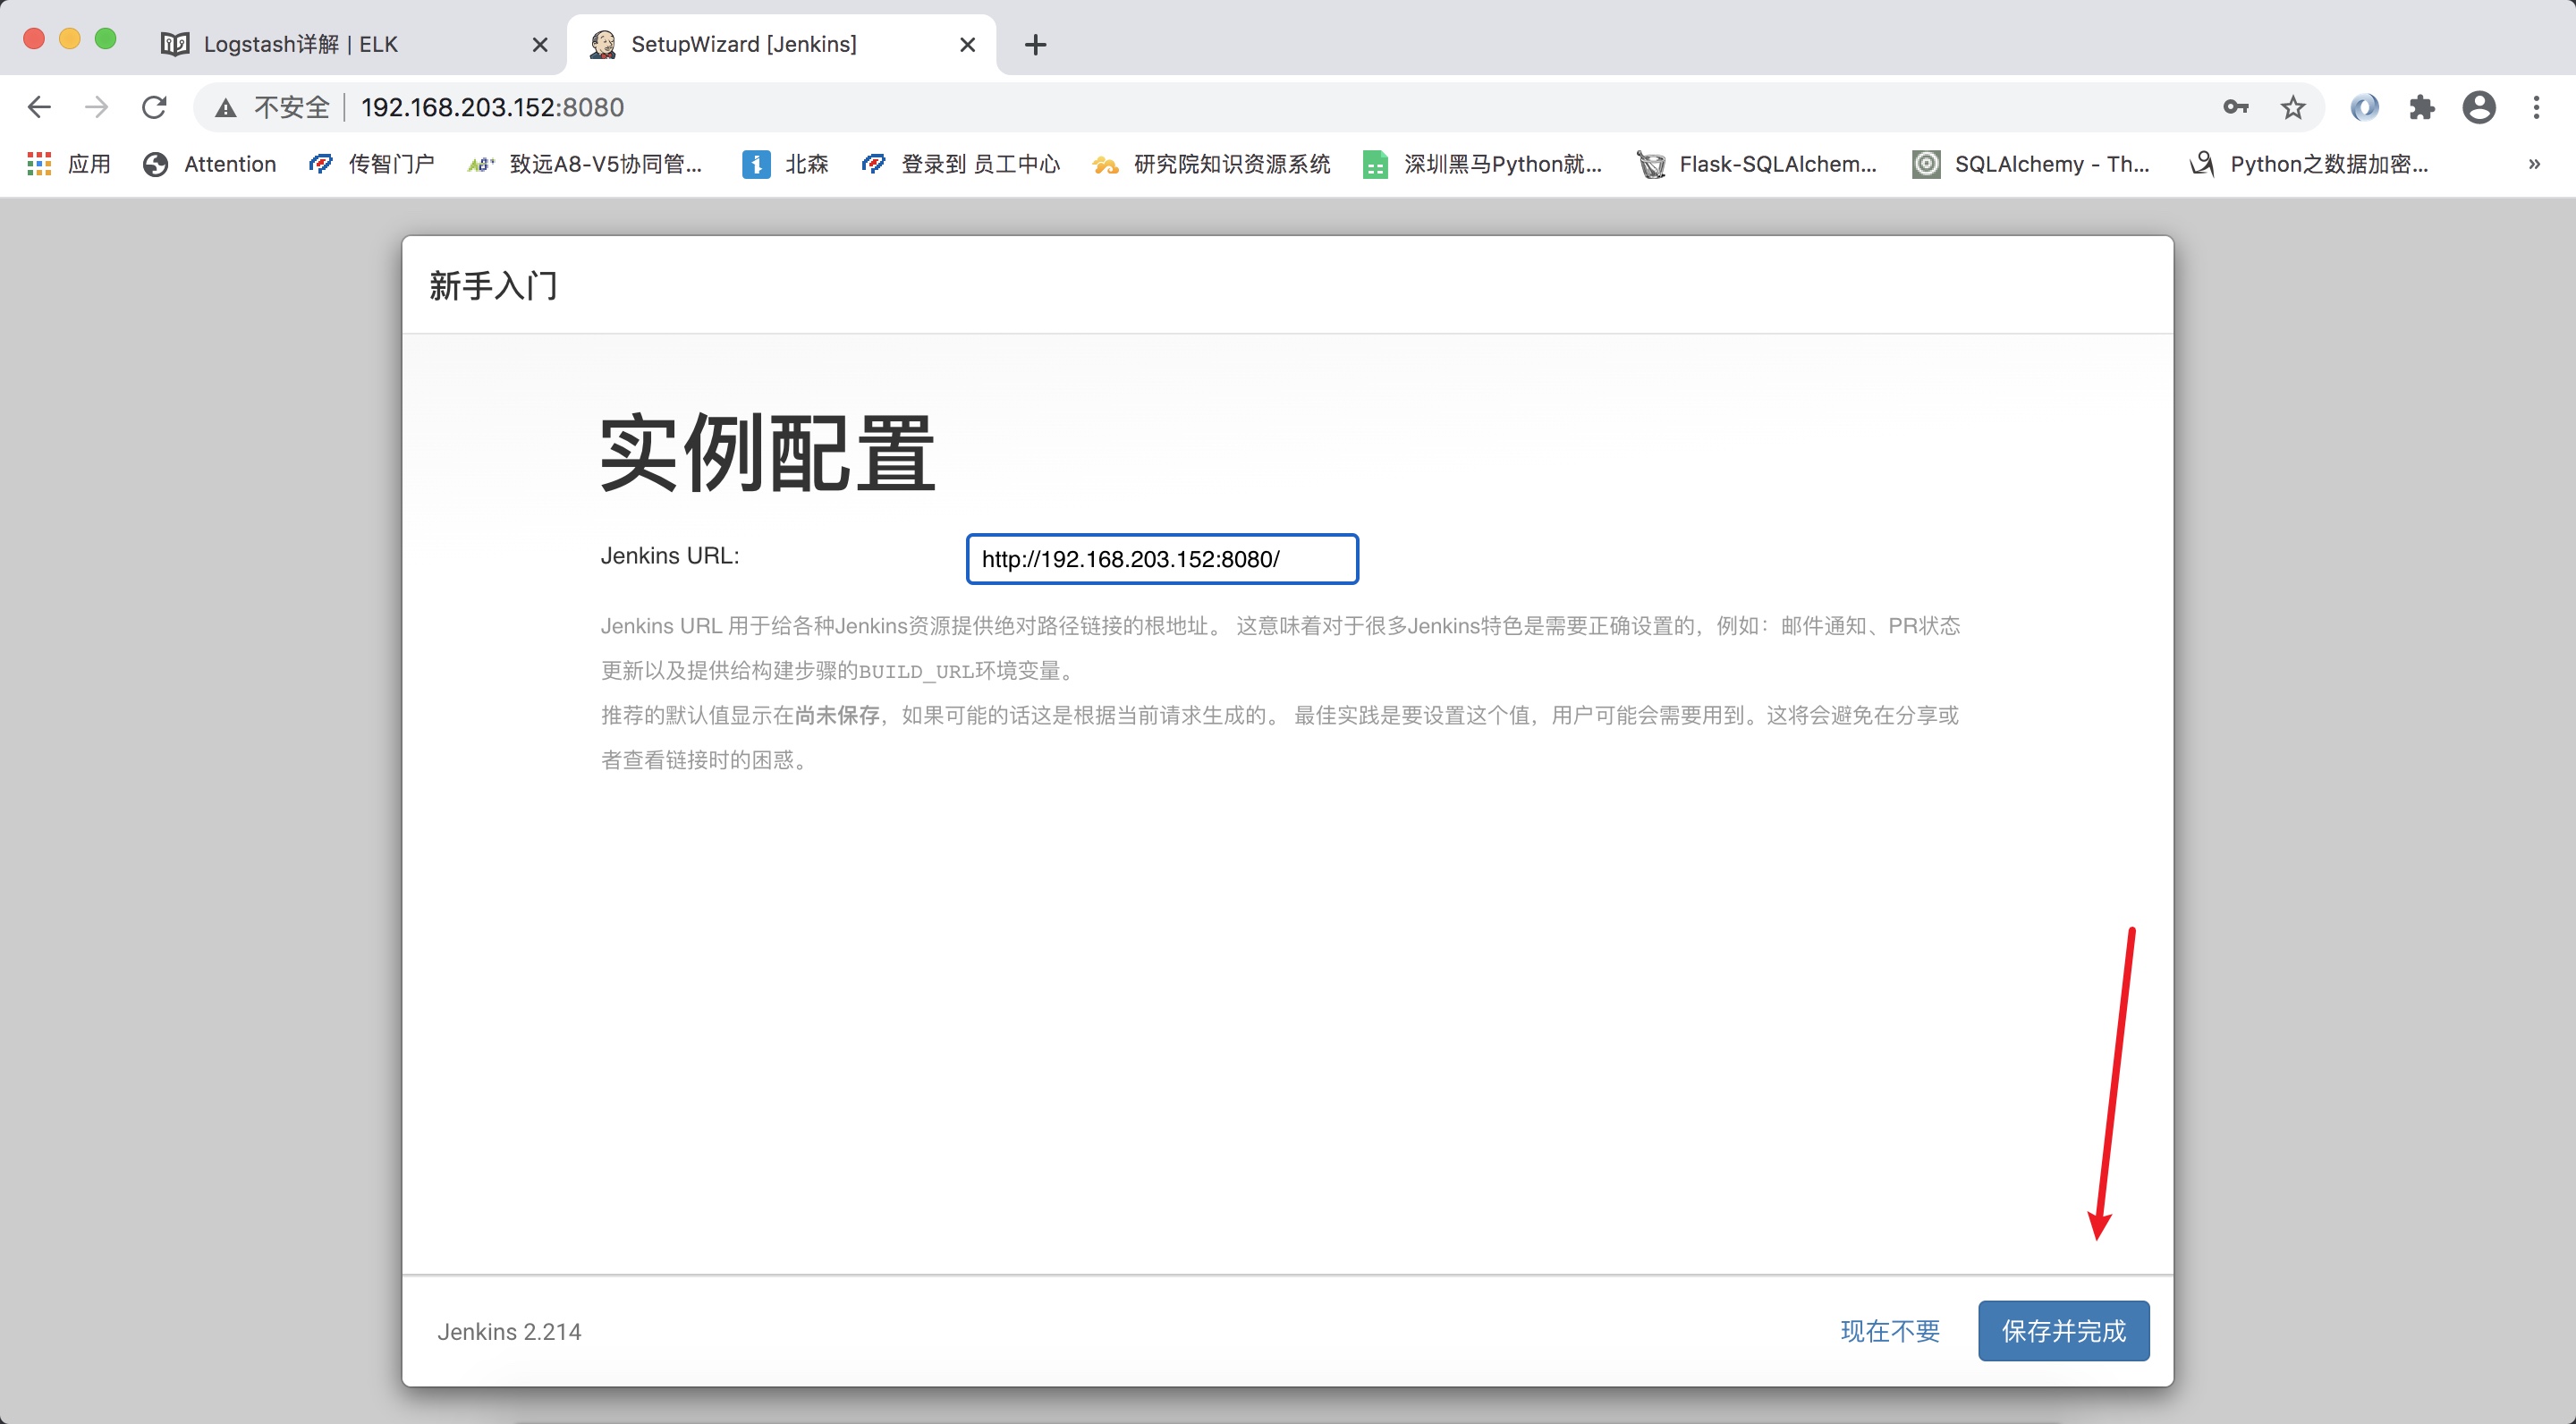 Logstash详解 | ELK
SetupWizard [Jenkins]
不安全 192.168.203.152:8080
应用 Attention 传智门户 致远A8-V5协同管... 北森 登录到 员工中心 研究院知识资源系统 深圳黑马Python就... Flask-SQLAlchem... SQLAlchemy - Th... Python之数据加密... »
新手入门
实例配置
Jenkins URL: http://192.168.203.152:8080/
Jenkins URL 用于给各种Jenkins资源提供绝对路径链接的根地址。 这意味着对于很多Jenkins特色是需要正确设置的，例如：邮件通知、PR状态
更新以及提供给构建步骤的BUILD_URL环境变量。
推荐的默认值显示在尚未保存，如果可能的话这是根据当前请求生成的。 最佳实践是要设置这个值，用户可能会需要用到。这将会避免在分享或
者查看链接时的困惑。
Jenkins 2.214
现在不要 保存并完成